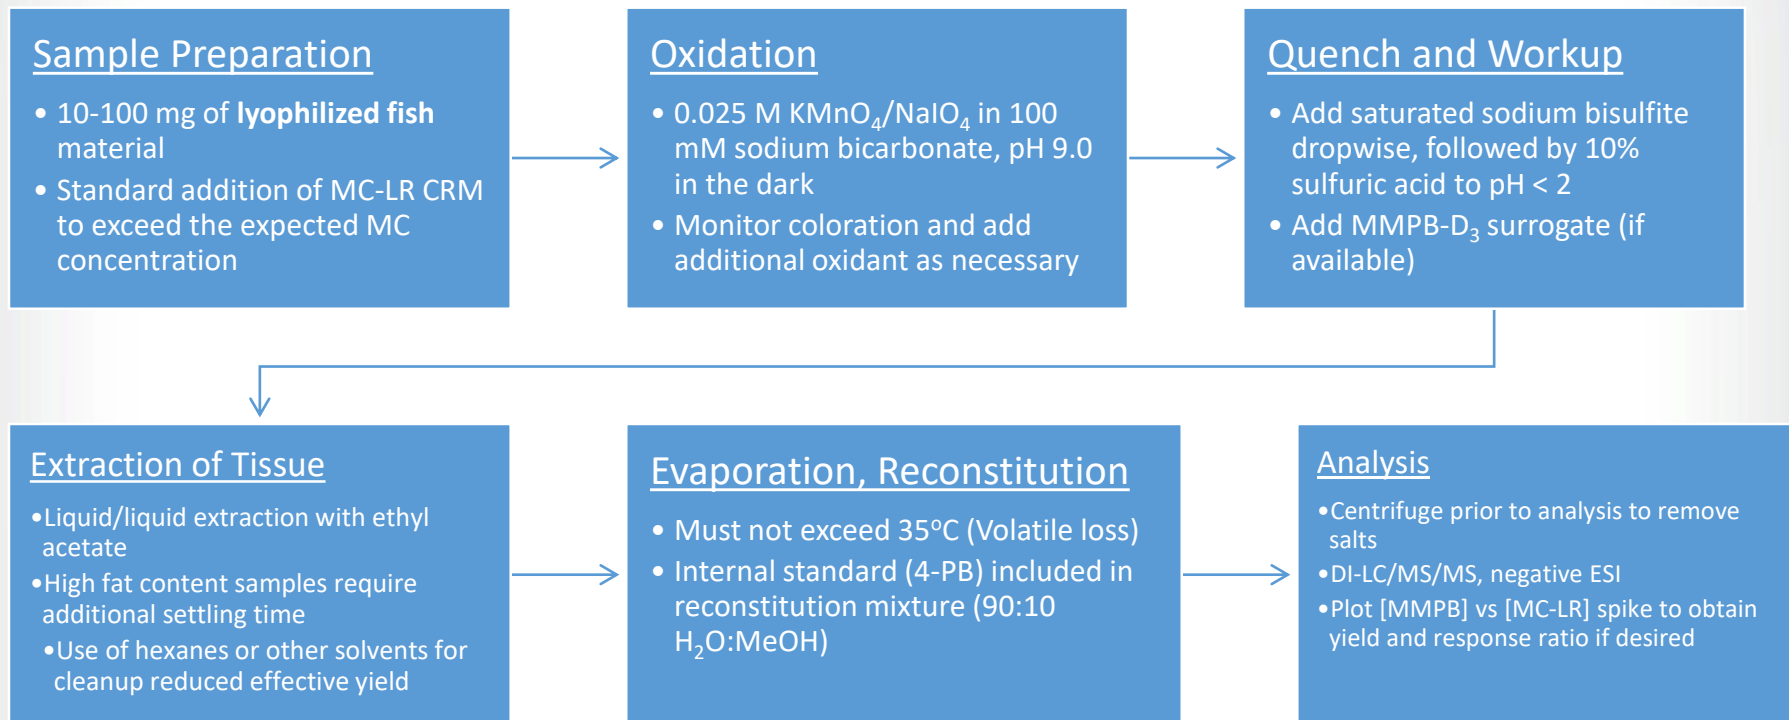 Sample Preparation
• 10-100 mg of lyophilized fish
material
• Standard addition of MC-LR CRM
to exceed the expected MC
concentration
Oxidation
• 0.025 M KMnO₄/NaIO₄ in 100
mM sodium bicarbonate, pH 9.0
in the dark
• Monitor coloration and add
additional oxidant as necessary
Quench and Workup
• Add saturated sodium bisulfite
dropwise, followed by 10%
sulfuric acid to pH < 2
• Add MMPB-D₃ surrogate (if
available)
Extraction of Tissue
•Liquid/liquid extraction with ethyl
acetate
•High fat content samples require
additional settling time
•Use of hexanes or other solvents for
cleanup reduced effective yield
Evaporation, Reconstitution
• Must not exceed 35°C (Volatile loss)
• Internal standard (4-PB) included in
reconstitution mixture (90:10
H₂O:MeOH)
Analysis
•Centrifuge prior to analysis to remove
salts
•DI-LC/MS/MS, negative ESI
•Plot [MMPB] vs [MC-LR] spike to obtain
yield and response ratio if desired